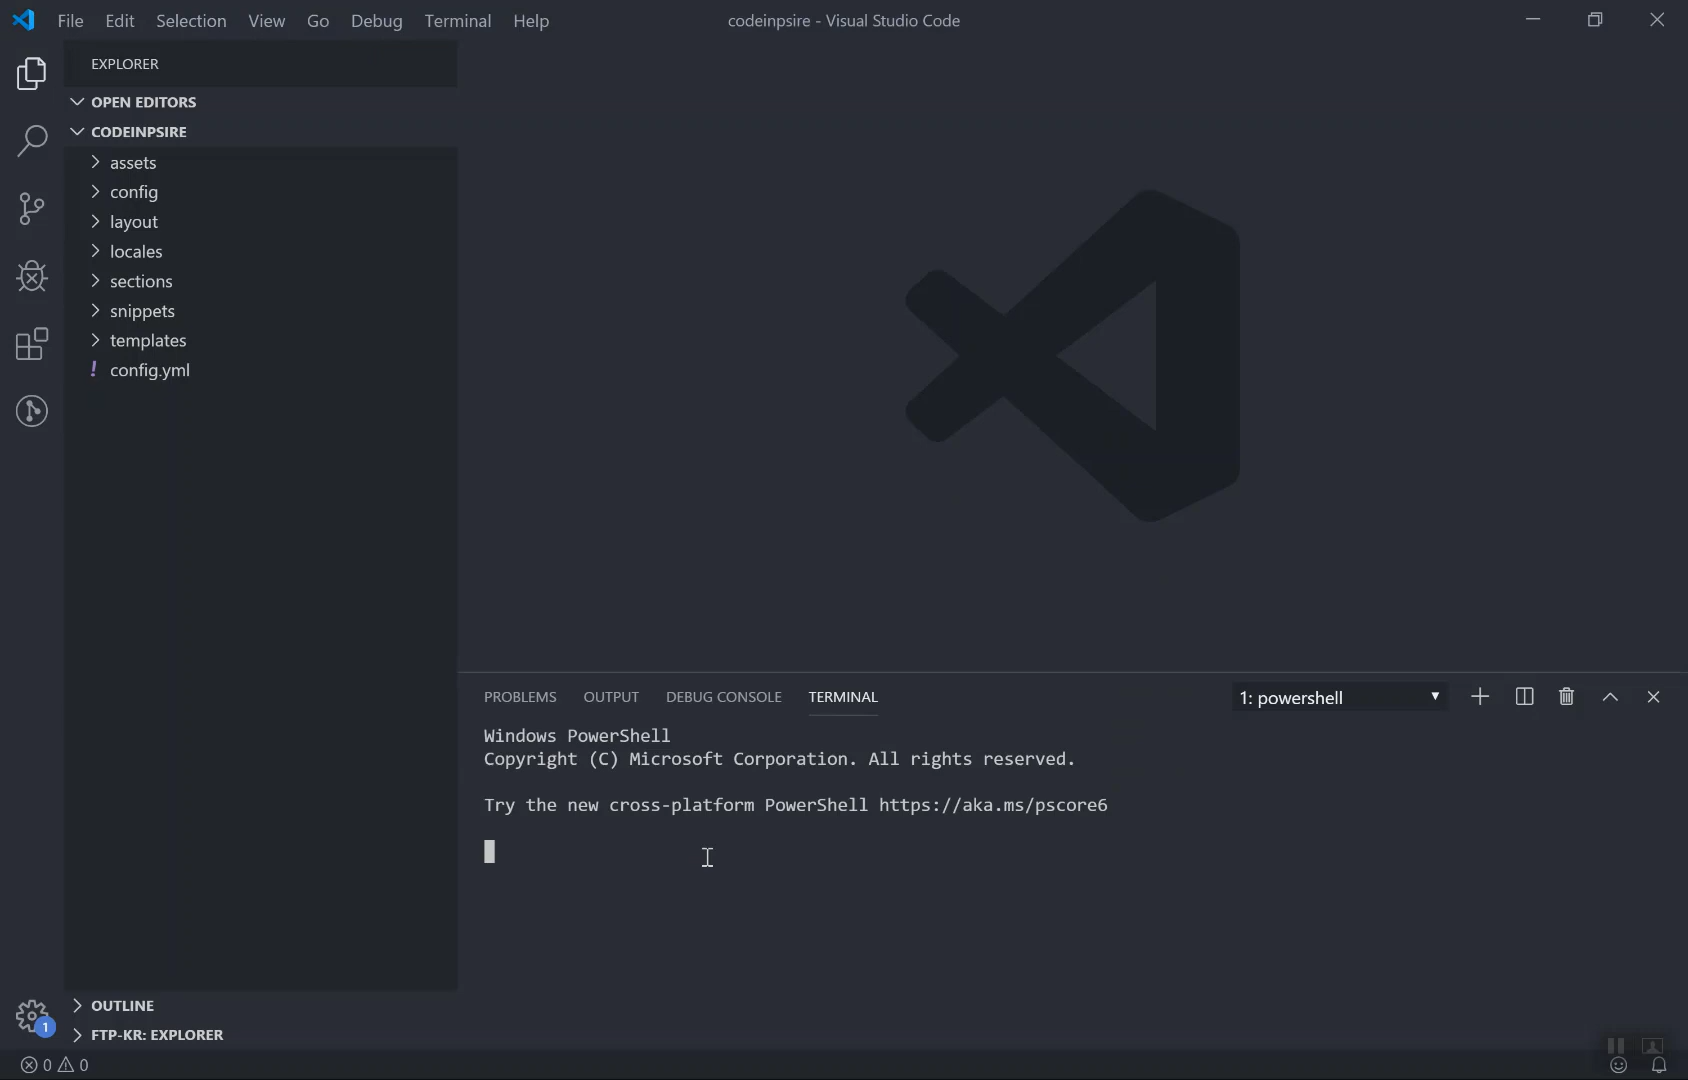 File Edit Selection View Go Debug Terminal Help
codeinpsire - Visual Studio Code
EXPLORER
OPEN EDITORS
CODEINPSIRE
assets
config
layout
locales
sections
snippets
templates
! config.yml
PROBLEMS OUTPUT DEBUG CONSOLE TERMINAL
1: powershell
Windows PowerShell
Copyright (C) Microsoft Corporation. All rights reserved.
Try the new cross-platform PowerShell https://aka.ms/pscore6
OUTLINE
1
FTP-KR: EXPLORER
0 0